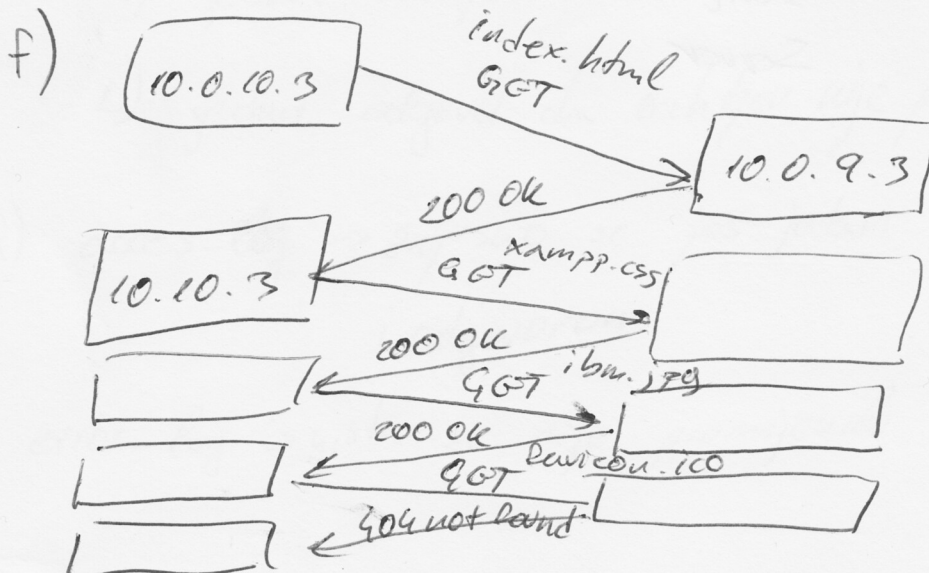 f)
index.html
10.0.10.3
GET
10.0.9.3
200 OK
xampp.css
GET
10.10.3
200 OK
ibm.jpg
GET
200 OK
favicon.ico
GET
404 not found